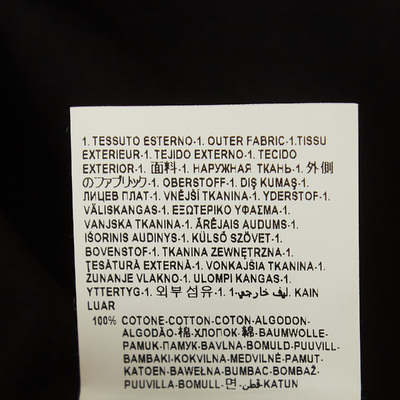 1. TESSUTO ESTERNO-1. OUTER FABRIC-1.TISSU
EXTERIEUR-1. TEJIDO EXTERNO-1. TECIDO
EXTERIOR-1. 面料-1. НАРУЖНАЯ ТКАНЬ-1. 外側
のファブリック-1. OBERSTOFF-1. DIŞ KUMAŞ-1.
ЛИЦЕВ ПЛАТ-1. VNĚJŠÍ TKANINA-1. YDERSTOF-1.
VÄLISKANGAS-1. ΕΞΩΤΕΡΙΚΟ ΥΦΑΣΜΑ-1.
VANJSKA TKANINA-1. ĀRĒJAIS AUDUMS-1.
IŠORINIS AUDINYS-1. KÜLSŐ SZÖVET-1.
BOVENSTOF-1. TKANINA ZEWNĘTRZNA-1.
ȚESĂTURĂ EXTERNĂ-1. VONKAJŠIA TKANINA-1.
ZUNANJE VLAKNO-1. ULOMPI KANGAS-1.
YTTERTYG-1. 외부 섬유-1. ليف خارجي-1. KAIN
LUAR
100% COTONE-COTTON-COTON-ALGODON-
ALGODÃO-棉-ХЛОПОК-綿-BAUMWOLLE-
PAMUK-ПАМУК-BAVLNA-BOMULD-PUUVILL-
ΒΑΜΒΑΚΙ-KOKVILNA-MEDVILNĖ-PAMUT-
KATOEN-BAWEŁNA-BUMBAC-BOMBAŽ-
PUUVILLA-BOMULL-면-قطن-KATUN